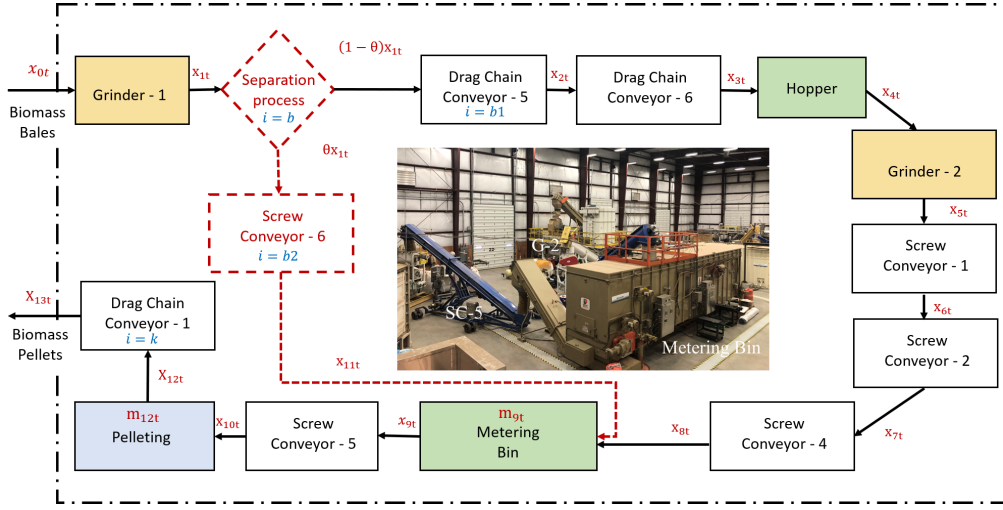 x₀ₜ
Biomass
Bales
Grinder - 1
x₁ₜ
Separation
process
i = b
(1 − θ)x₁ₜ
Drag Chain
Conveyor - 5
i = b1
x₂ₜ
Drag Chain
Conveyor - 6
x₃ₜ
Hopper
x₄ₜ
Grinder - 2
x₅ₜ
Screw
Conveyor - 1
x₆ₜ
Screw
Conveyor - 2
x₇ₜ
Screw
Conveyor - 4
x₈ₜ
θx₁ₜ
Screw
Conveyor - 6
i = b2
x₁₁ₜ
G-2
SC-5
Metering Bin
m₉ₜ
Metering
Bin
x₉ₜ
Screw
Conveyor - 5
x₁₀ₜ
m₁₂ₜ
Pelleting
X₁₂ₜ
Drag Chain
Conveyor - 1
i = k
X₁₃ₜ
Biomass
Pellets